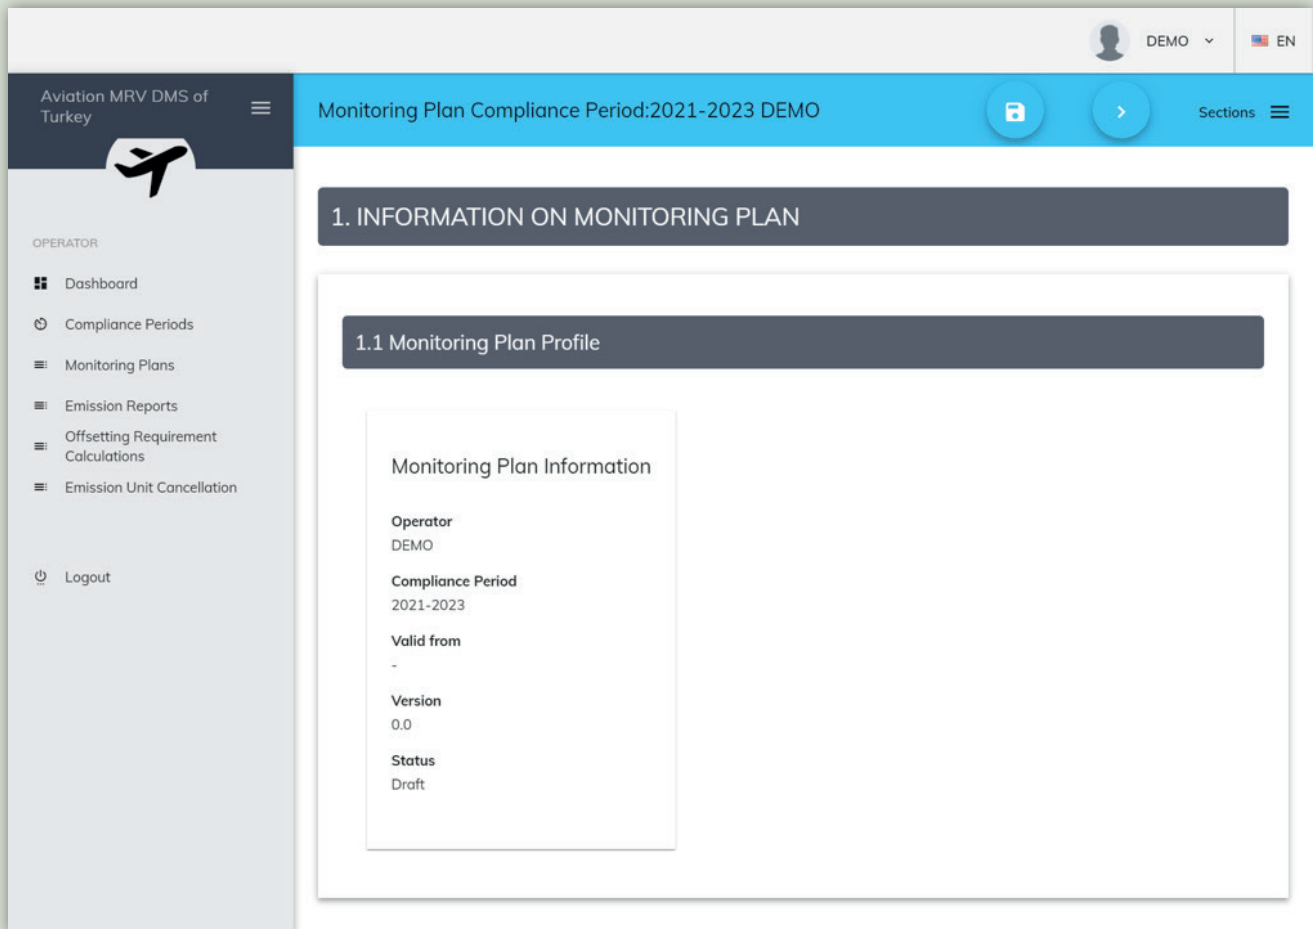 DEMO
EN
Aviation MRV DMS of
Turkey
Monitoring Plan Compliance Period:2021-2023 DEMO
Sections
OPERATOR
Dashboard
Compliance Periods
Monitoring Plans
Emission Reports
Offsetting Requirement
Calculations
Emission Unit Cancellation
Logout
1. INFORMATION ON MONITORING PLAN
1.1 Monitoring Plan Profile
Monitoring Plan Information
Operator
DEMO
Compliance Period
2021-2023
Valid from
-
Version
0.0
Status
Draft